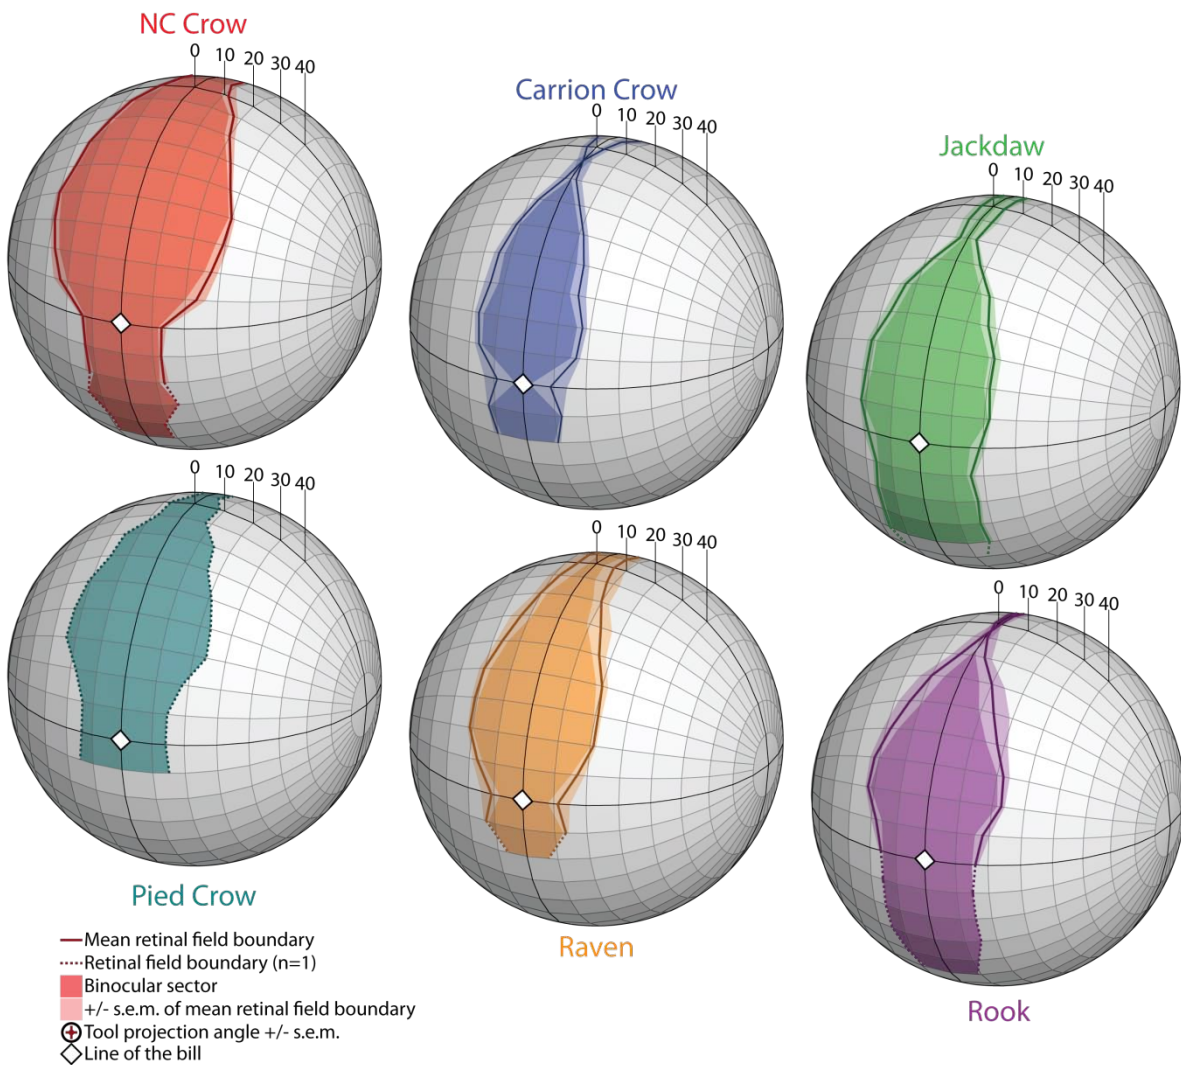 NC Crow
0 10 20 30 40
Carrion Crow
0 10 20 30 40
Jackdaw
0 10 20 30 40
0 10 20 30 40
Pied Crow
0 10 20 30 40
Raven
0 10 20 30 40
Rook
Mean retinal field boundary
Retinal field boundary (n=1)
Binocular sector
+/- s.e.m. of mean retinal field boundary
Tool projection angle +/- s.e.m.
Line of the bill